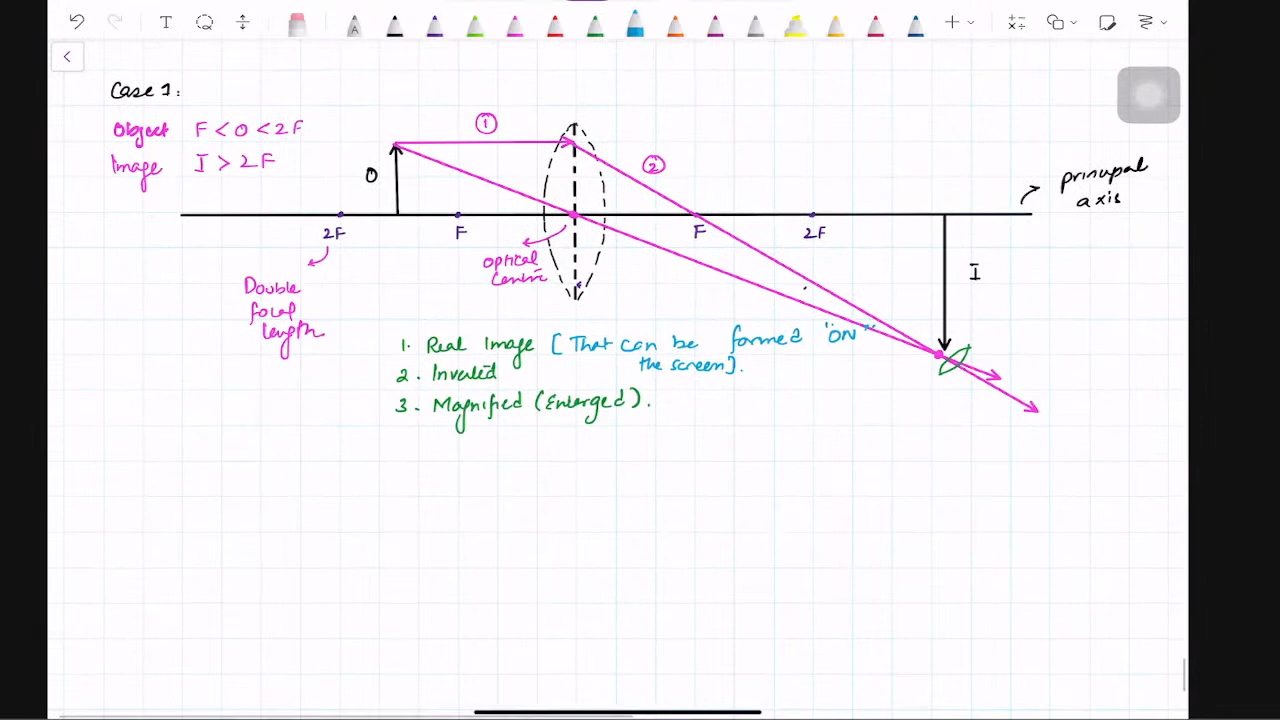 Case 1:
Object F < O < 2F
Image I > 2F
①
②
O
principal
axis
2F
F
F
2F
Optical
Centre
Double
focal
length
I
1. Real Image [That can be formed "ON"
the screen].
2. Inverted
3. Magnified (Enlarged).